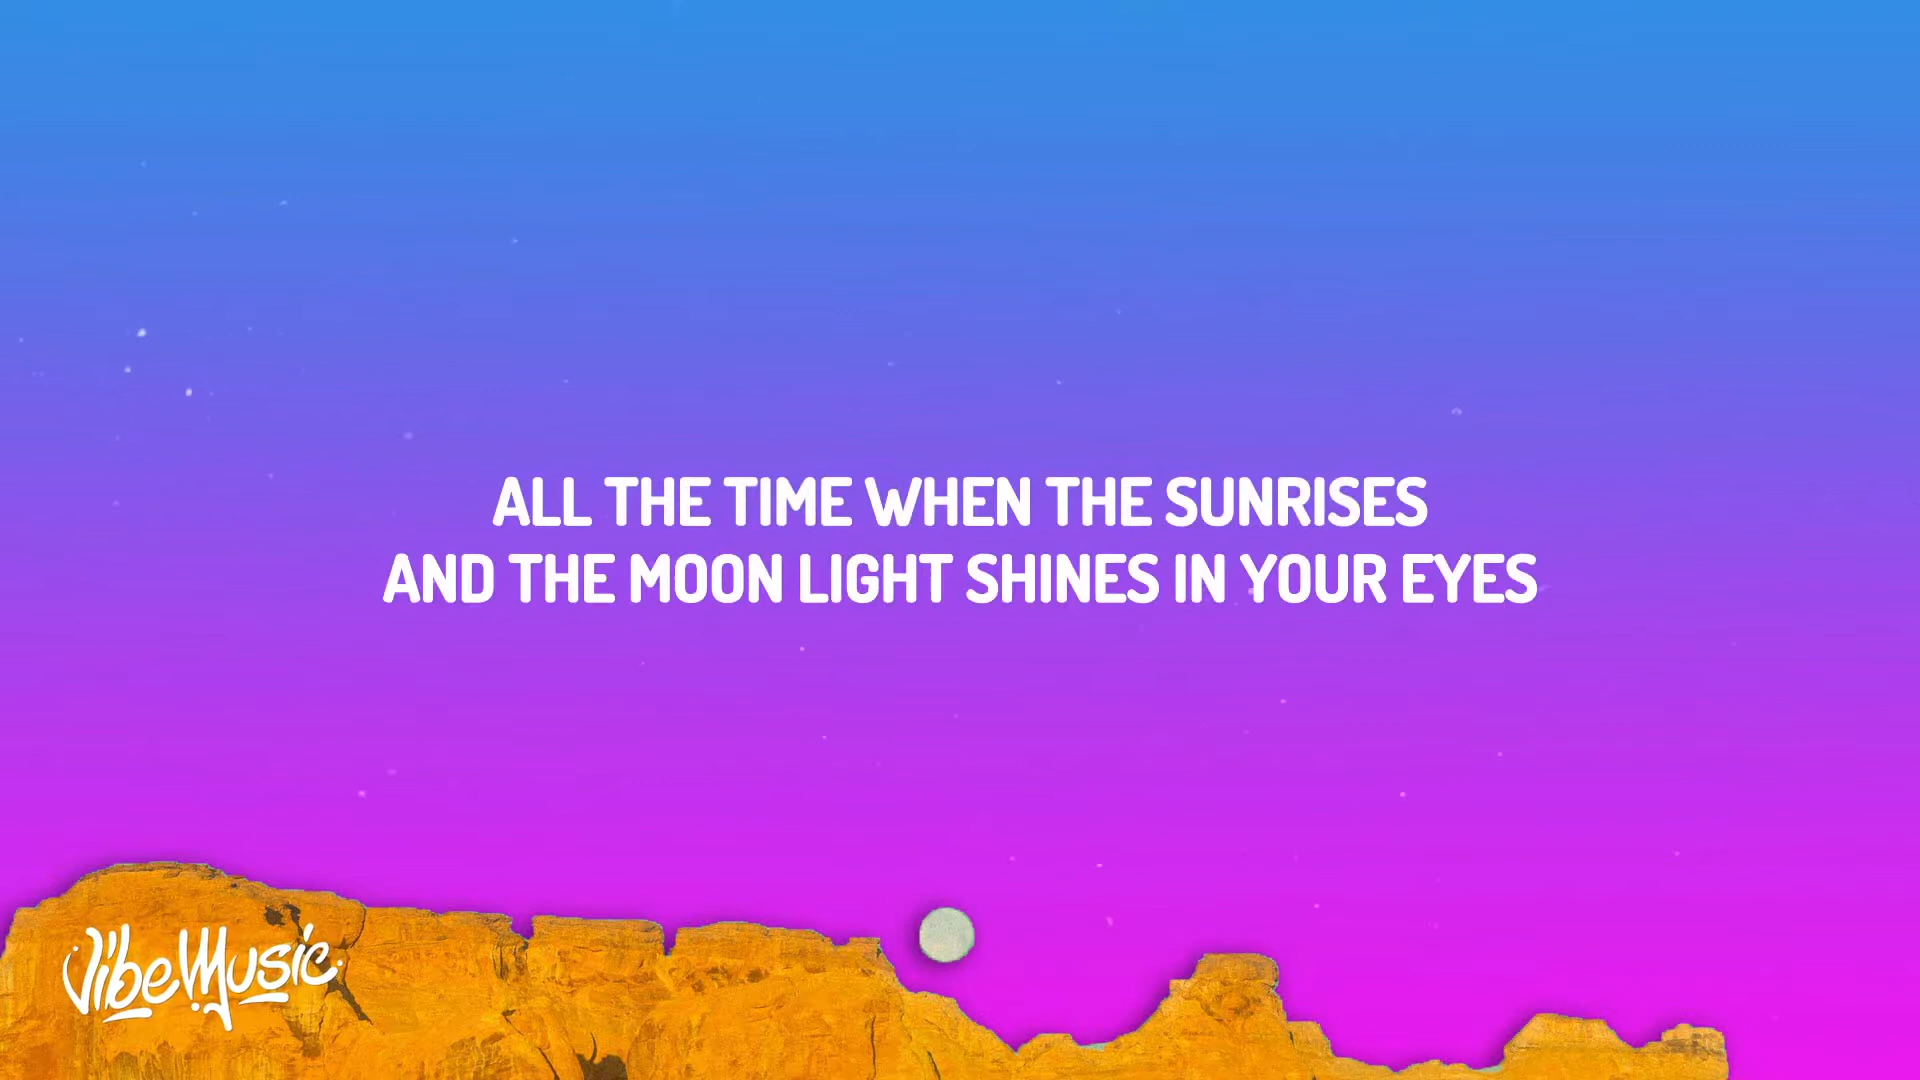 ALL THE TIME WHEN THE SUNRISES
AND THE MOON LIGHT SHINES IN YOUR EYES
VibeMusic